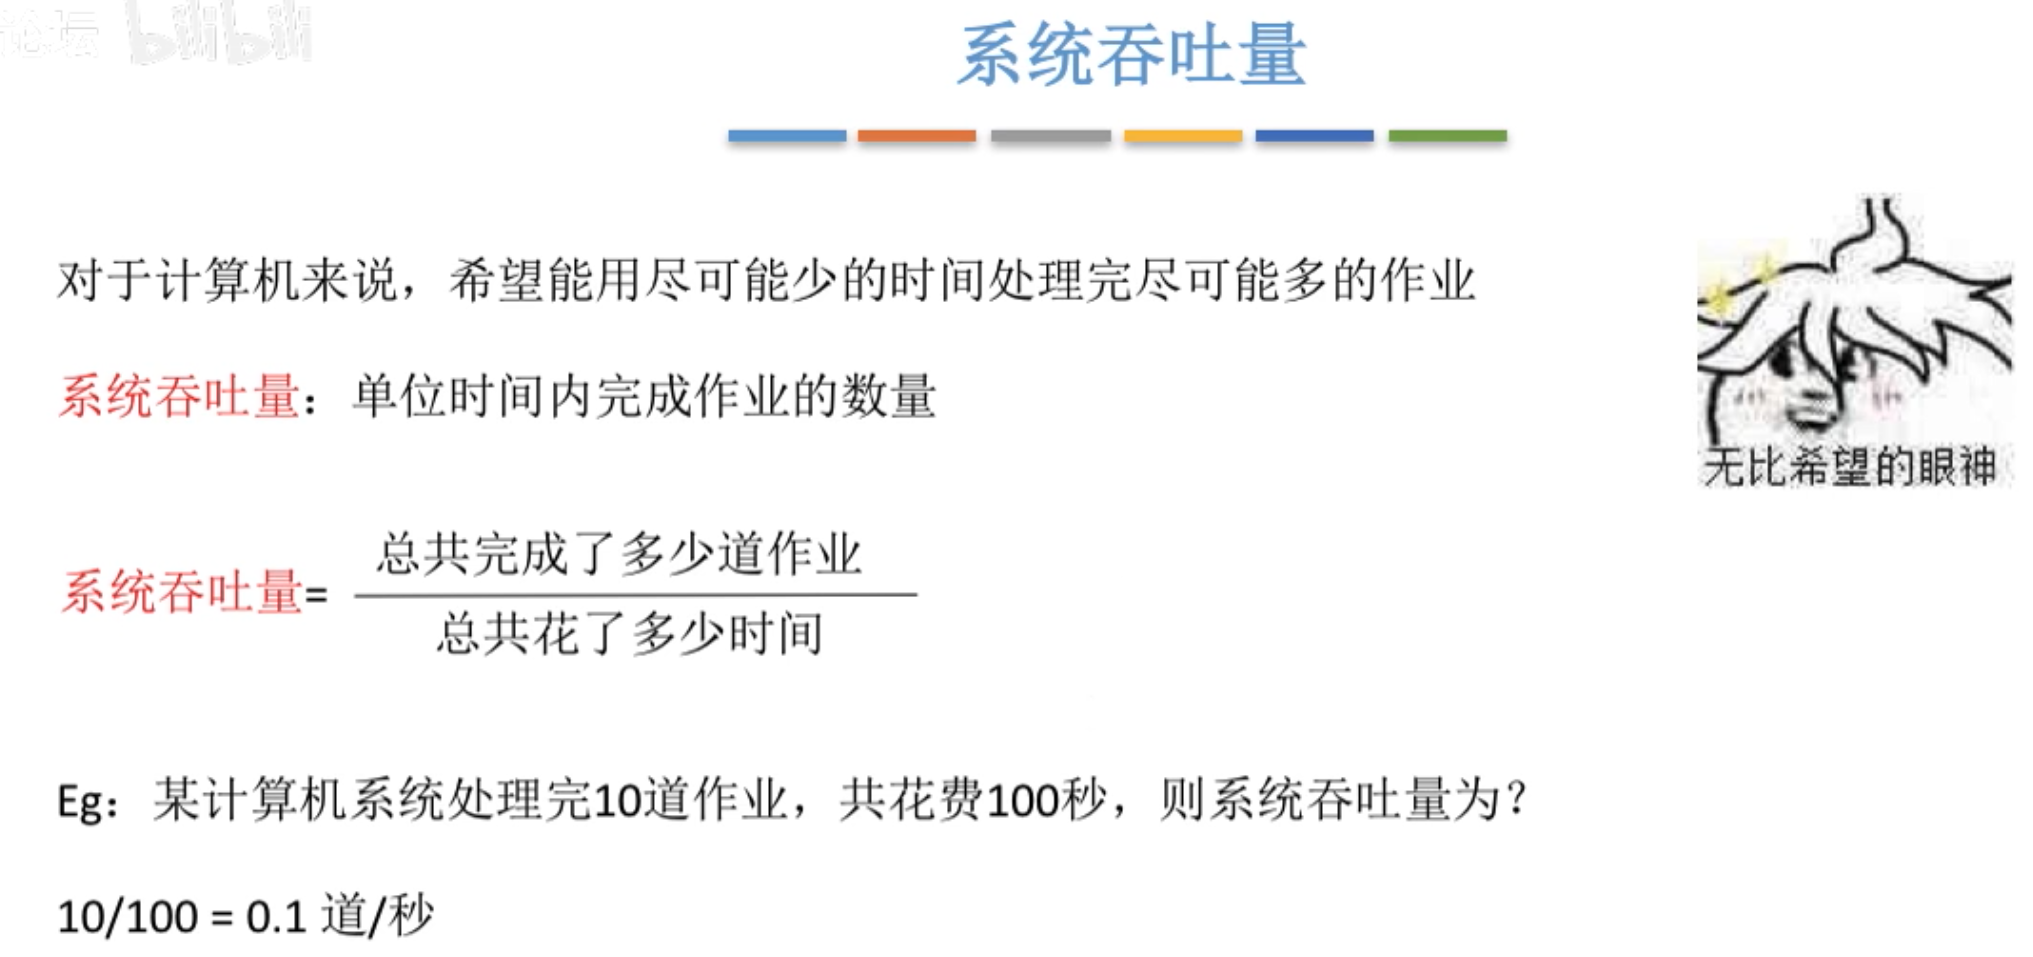 论坛 bilibili
系统吞吐量
对于计算机来说，希望能用尽可能少的时间处理完尽可能多的作业
系统吞吐量：单位时间内完成作业的数量
无比希望的眼神
总共完成了多少道作业
系统吞吐量=
总共花了多少时间
Eg：某计算机系统处理完10道作业，共花费100秒，则系统吞吐量为？
10/100 = 0.1 道/秒